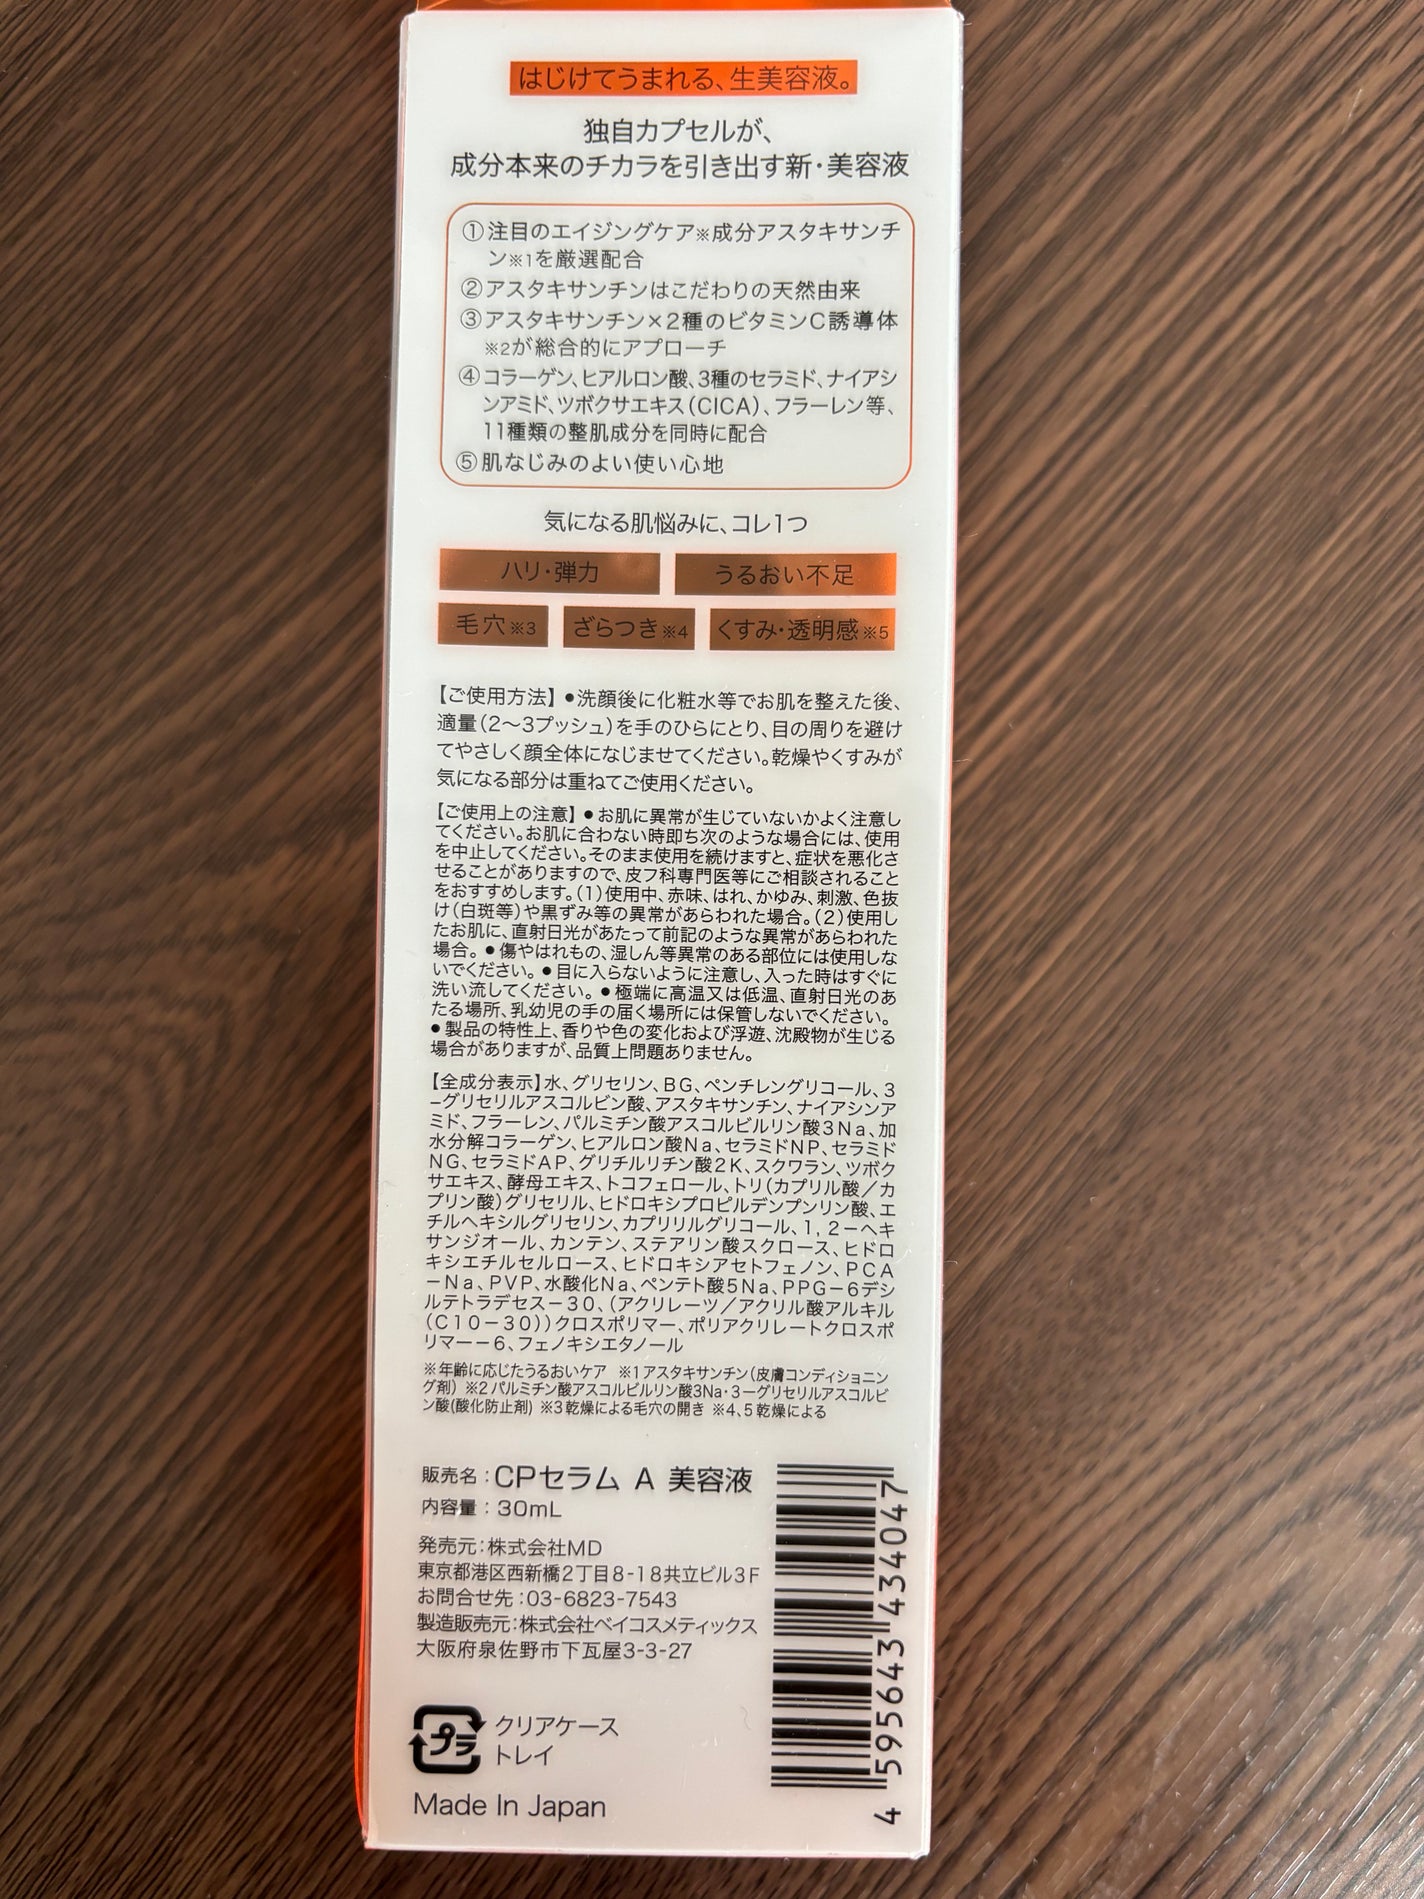 はじけてうまれる、生美容液。
独自カプセルが、
成分本来のチカラを引き出す新・美容液
①注目のエイジングケア※成分アスタキサンチ
ン※1を厳選配合
②アスタキサンチンはこだわりの天然由来
③アスタキサンチン×2種のビタミンC誘導体
※2が総合的にアプローチ
④コラーゲン、ヒアルロン酸、3種のセラミド、ナイアシ
ンアミド、ツボクサエキス(CICA)、フラーレン等、
11種類の整肌成分を同時に配合
⑤肌なじみのよい使い心地
気になる肌悩みに、コレ1つ
ハリ・弾力 うるおい不足
毛穴※3 ざらつき※4 くすみ・透明感※5
【ご使用方法】●洗顔後に化粧水等でお肌を整えた後、
適量(2〜3プッシュ)を手のひらにとり、目の周りを避け
てやさしく顔全体になじませてください。乾燥やくすみが
気になる部分は重ねてご使用ください。
【ご使用上の注意】●お肌に異常が生じていないかよく注意し
てください。お肌に合わない時即ち次のような場合には、使用
を中止してください。そのまま使用を続けますと、症状を悪化さ
せることがありますので、皮フ科専門医等にご相談されること
をおすすめします。(1)使用中、赤味、はれ、かゆみ、刺激、色抜
け(白斑等)や黒ずみ等の異常があらわれた場合。(2)使用し
たお肌に、直射日光があたって前記のような異常があらわれた
場合。●傷やはれもの、湿しん等異常のある部位には使用しな
いでください。●目に入らないように注意し、入った時はすぐに
洗い流してください。●極端に高温又は低温、直射日光のあ
たる場所、乳幼児の手の届く場所には保管しないでください。
●製品の特性上、香りや色の変化および浮遊、沈殿物が生じる
場合がありますが、品質上問題ありません。
【全成分表示】水、グリセリン、BG、ペンチレングリコール、3
−グリセリルアスコルビン酸、アスタキサンチン、ナイアシンア
ミド、フラーレン、パルミチン酸アスコルビルリン酸3Na、加
水分解コラーゲン、ヒアルロン酸Na、セラミドNP、セラミド
NG、セラミドAP、グリチルリチン酸2K、スクワラン、ツボク
サエキス、酵母エキス、トコフェロール、トリ(カプリル酸/カ
プリン酸)グリセリル、ヒドロキシプロピルデンプンリン酸、エ
チルヘキシルグリセリン、カプリリルグリコール、1,2−ヘキ
サンジオール、カンテン、ステアリン酸スクロース、ヒドロ
キシエチルセルロース、ヒドロキシアセトフェノン、PCA
−Na、PVP、水酸化Na、ペンテト酸5Na、PPG−6デシ
ルテトラデセス−30、(アクリレーツ/アクリル酸アルキル
(C10−30))クロスポリマー、ポリアクリレートクロスポ
リマー−6、フェノキシエタノール
※年齢に応じたうるおいケア ※1アスタキサンチン(皮膚コンディショニン
グ剤) ※2パルミチン酸アスコルビルリン酸3Na・3−グリセリルアスコルビ
ン酸(酸化防止剤) ※3乾燥による毛穴の開き ※4、5乾燥による
販売名：CPセラム A 美容液
内容量：30mL
発売元：株式会社MD
東京都港区西新橋2丁目8-18共立ビル3F
お問合せ先：03-6823-7543
製造販売元：株式会社ベイコスメティックス
大阪府泉佐野市下瓦屋3-3-27
プラ
クリアケース
トレイ
Made In Japan
4 595643 434047